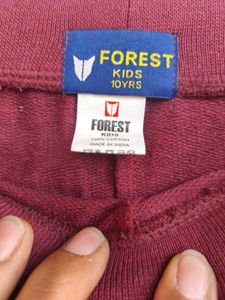 FOREST
KIDS
10YRS
FOREST
KIDS
100% COTTON
MADE IN INDIA